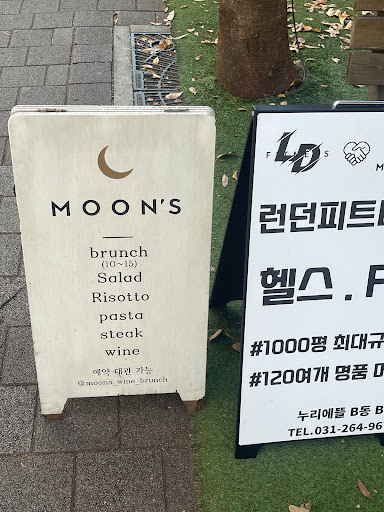 MOON'S
brunch
(10~15)
Salad
Risotto
pasta
steak
wine
예약 대관 가능
@moons_wine_brunch
LD
FITNESS
런던피트
헬스.
#1000평 최대규
#120여개 명품
누리에뜰 B동 B
TEL.031-264-96